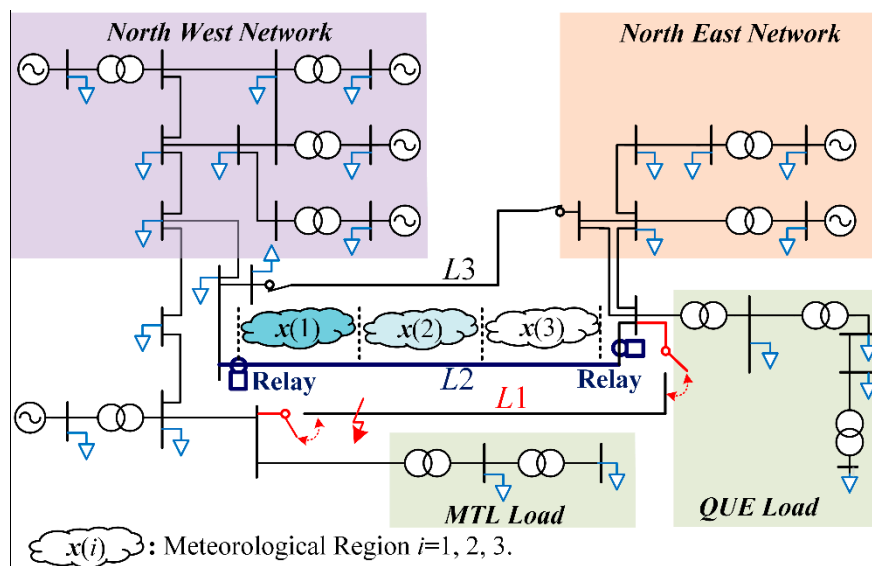 North West Network
North East Network
L3
x(1)
x(2)
x(3)
Relay
L2
Relay
L1
MTL Load
QUE Load
x(i) : Meteorological Region i=1, 2, 3.